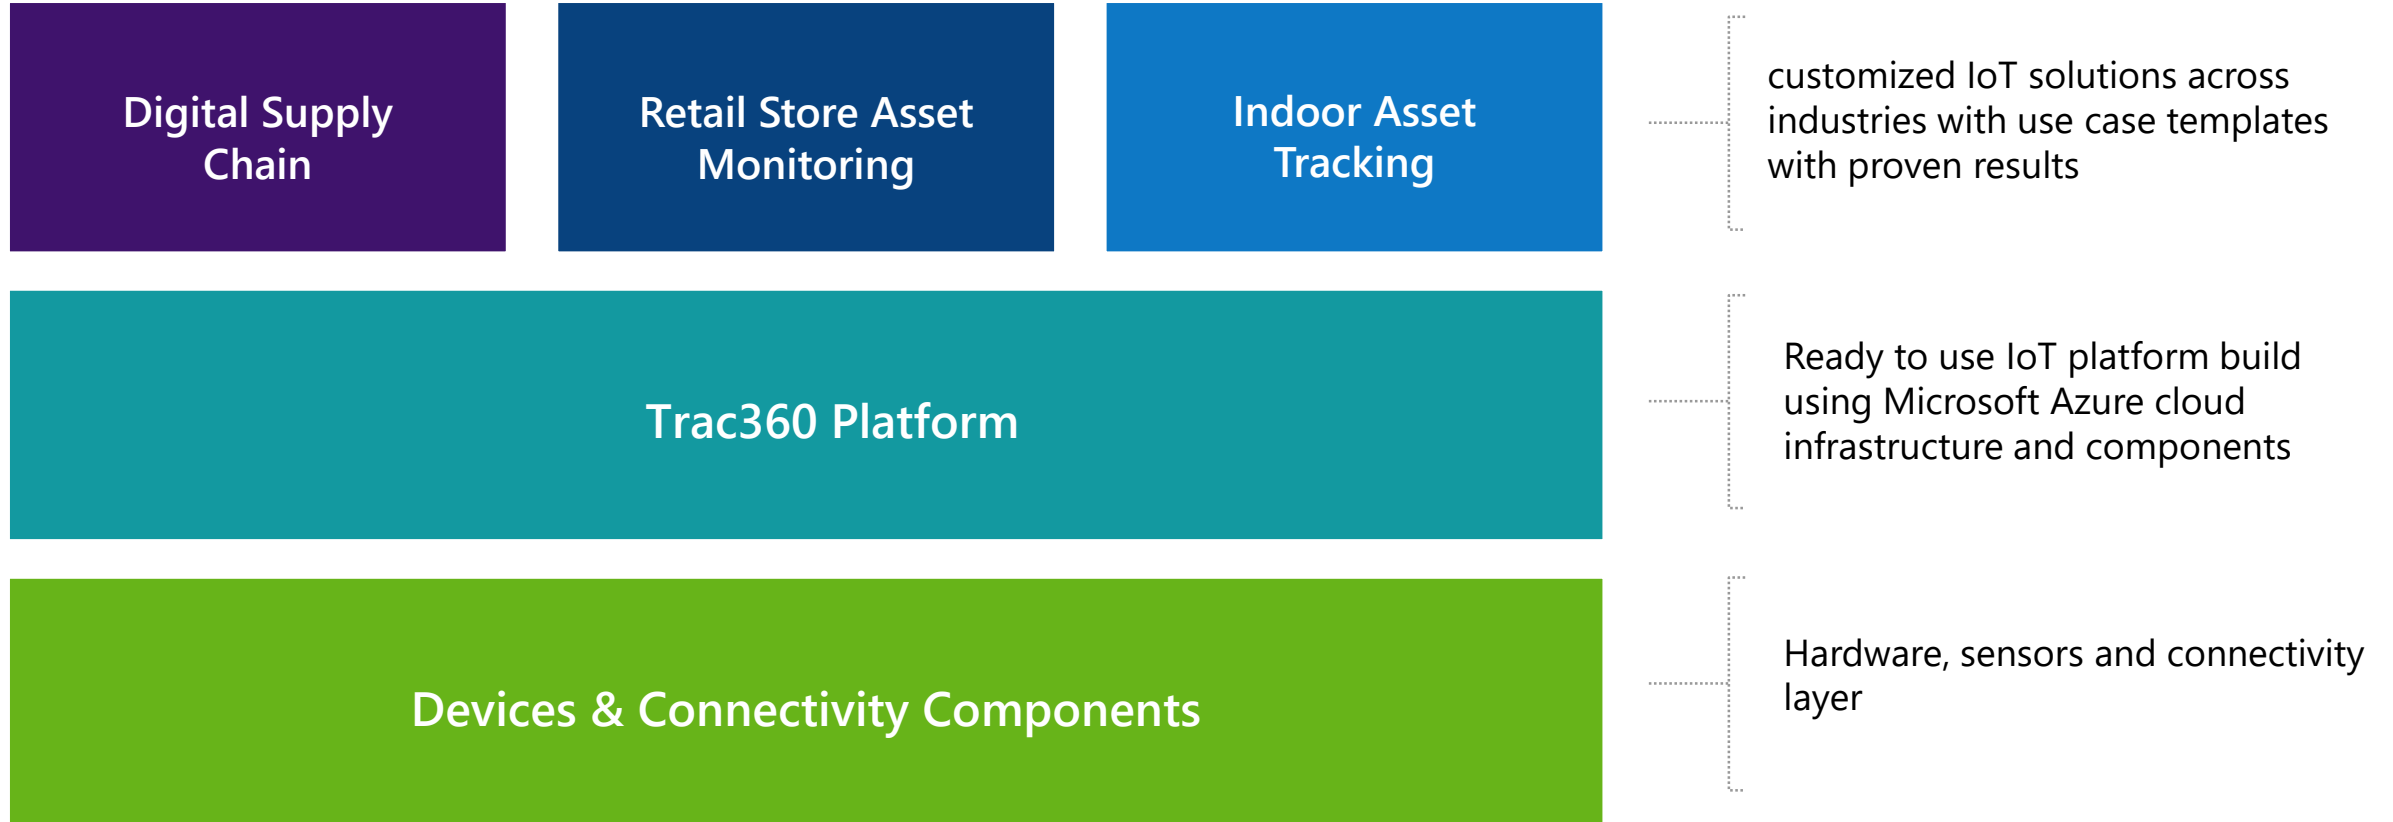 Digital Supply
Chain
Retail Store Asset
Monitoring
Indoor Asset
Tracking
customized IoT solutions across
industries with use case templates
with proven results
Trac360 Platform
Ready to use IoT platform build
using Microsoft Azure cloud
infrastructure and components
Devices & Connectivity Components
Hardware, sensors and connectivity
layer